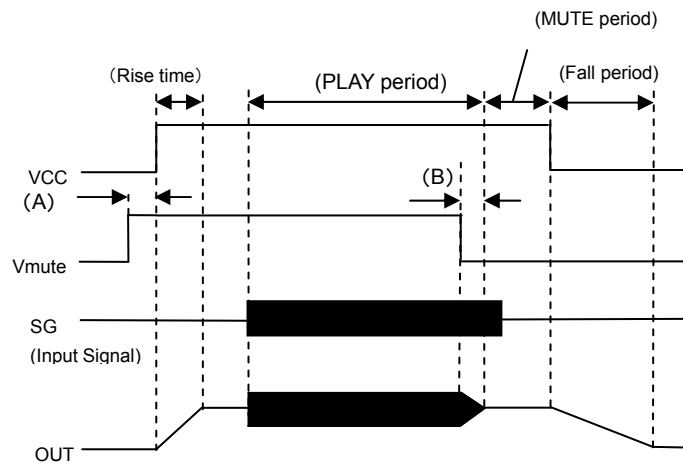 (MUTE period)
(Rise time)
(PLAY period)
(Fall period)
VCC
(A)
(B)
Vmute
SG
(Input Signal)
OUT